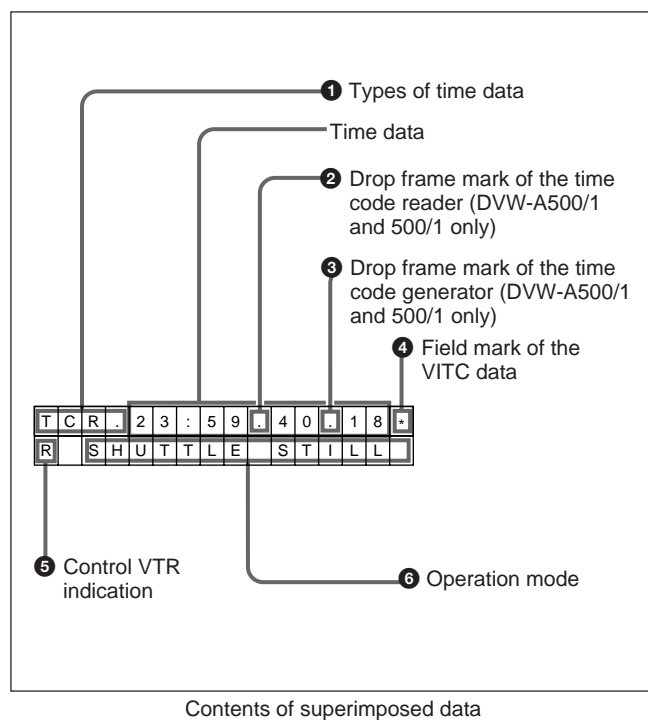 ❶ Types of time data
Time data
❷ Drop frame mark of the time
code reader (DVW-A500/1
and 500/1 only)
❸ Drop frame mark of the time
code generator (DVW-A500/1
and 500/1 only)
❹ Field mark of the
VITC data
TCR.23:59.40.18*
R SHUTTLE STILL
❺ Control VTR
indication
❻ Operation mode
Contents of superimposed data